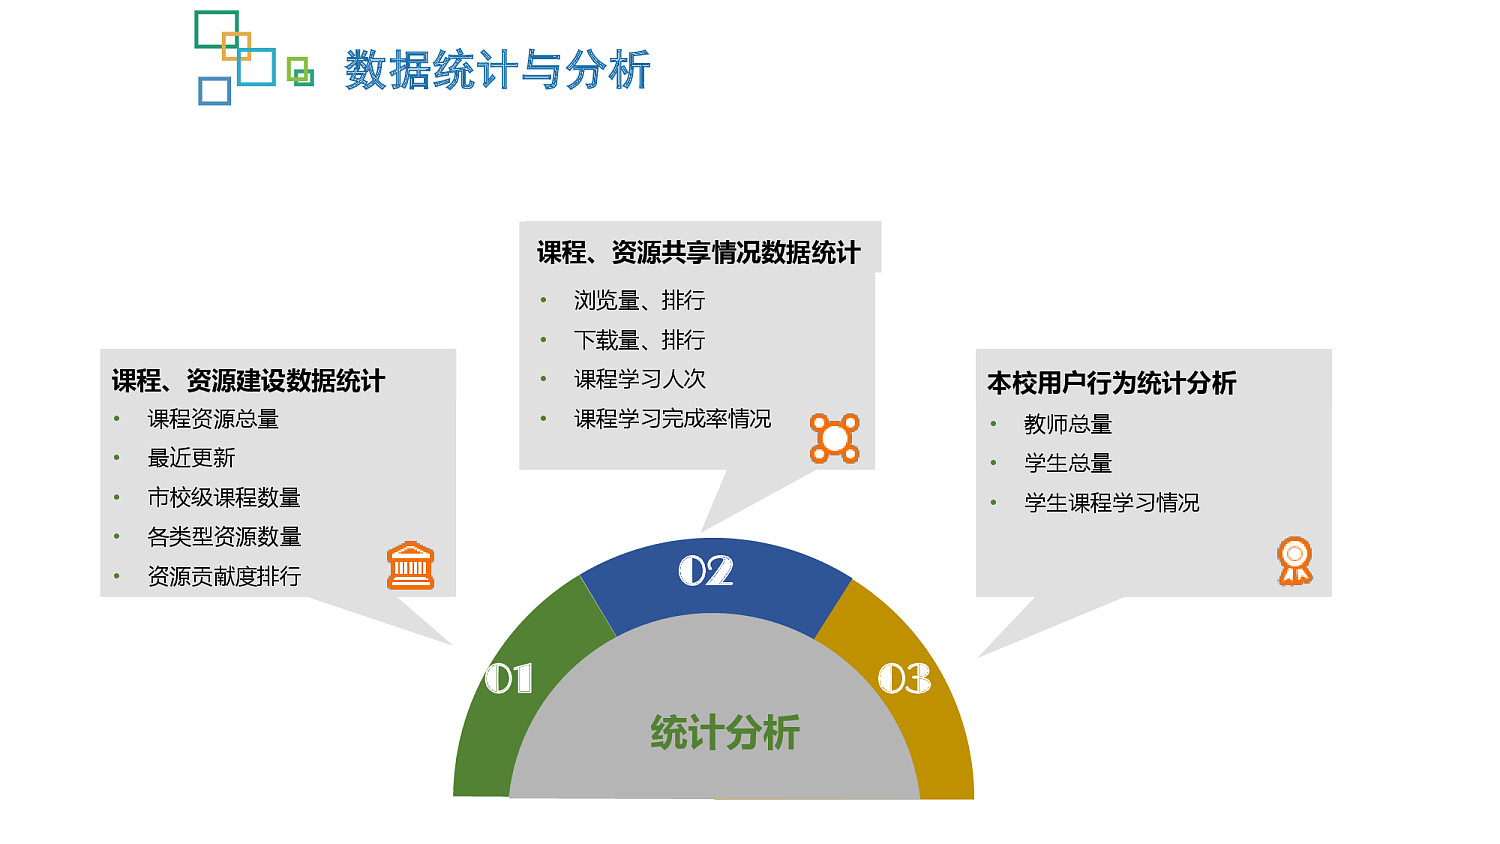 数据统计与分析
课程、资源建设数据统计
• 课程资源总量
• 最近更新
• 市校级课程数量
• 各类型资源数量
• 资源贡献度排行
课程、资源共享情况数据统计
• 浏览量、排行
• 下载量、排行
• 课程学习人次
• 课程学习完成率情况
本校用户行为统计分析
• 教师总量
• 学生总量
• 学生课程学习情况
01
02
03
统计分析